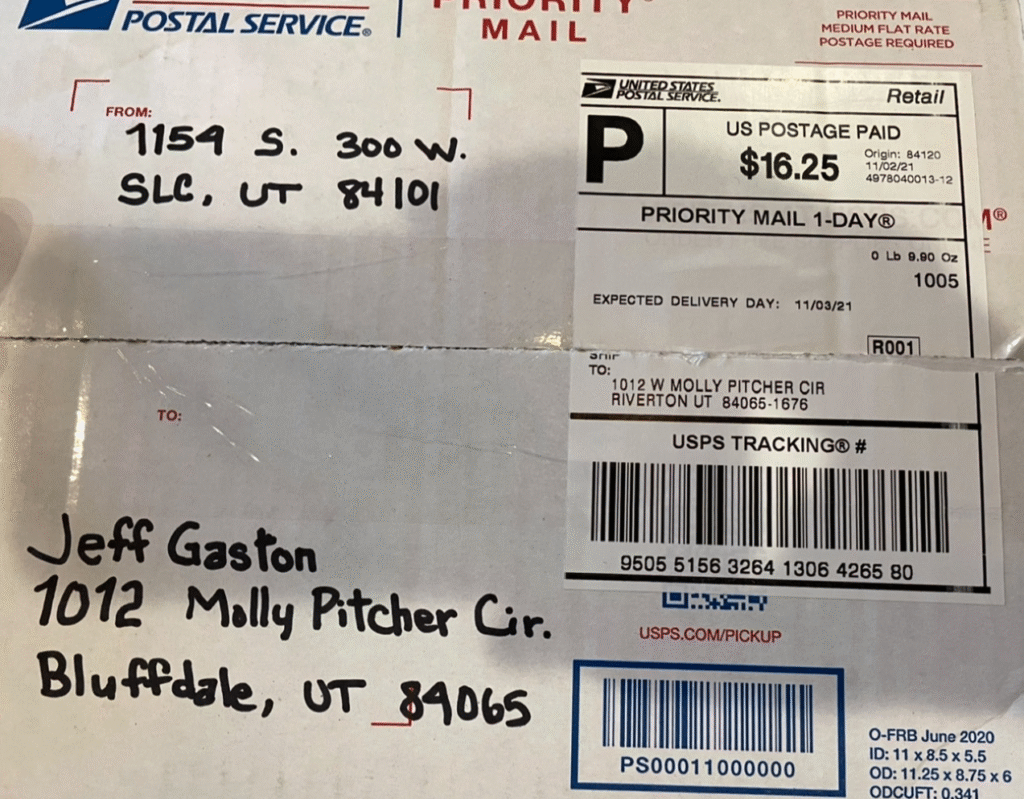 POSTAL SERVICE®
PRIORITY®
MAIL
PRIORITY MAIL
MEDIUM FLAT RATE
POSTAGE REQUIRED
FROM:
1154 S. 300 W.
SLC, UT 84101
UNITED STATES
POSTAL SERVICE.
Retail
P
US POSTAGE PAID
$16.25
Origin: 84120
11/02/21
4978040013-12
PRIORITY MAIL 1-DAY®
0 Lb 9.90 Oz
1005
EXPECTED DELIVERY DAY: 11/03/21
R001
SHIP
TO:
1012 W MOLLY PITCHER CIR
RIVERTON UT 84065-1676
USPS TRACKING® #
9505 5156 3264 1306 4265 80
TO:
Jeff Gaston
1012 Molly Pitcher Cir.
Bluffdale, UT 84065
USPS.COM/PICKUP
PS00011000000
O-FRB June 2020
ID: 11 x 8.5 x 5.5
OD: 11.25 x 8.75 x 6
ODCUFT: 0.341